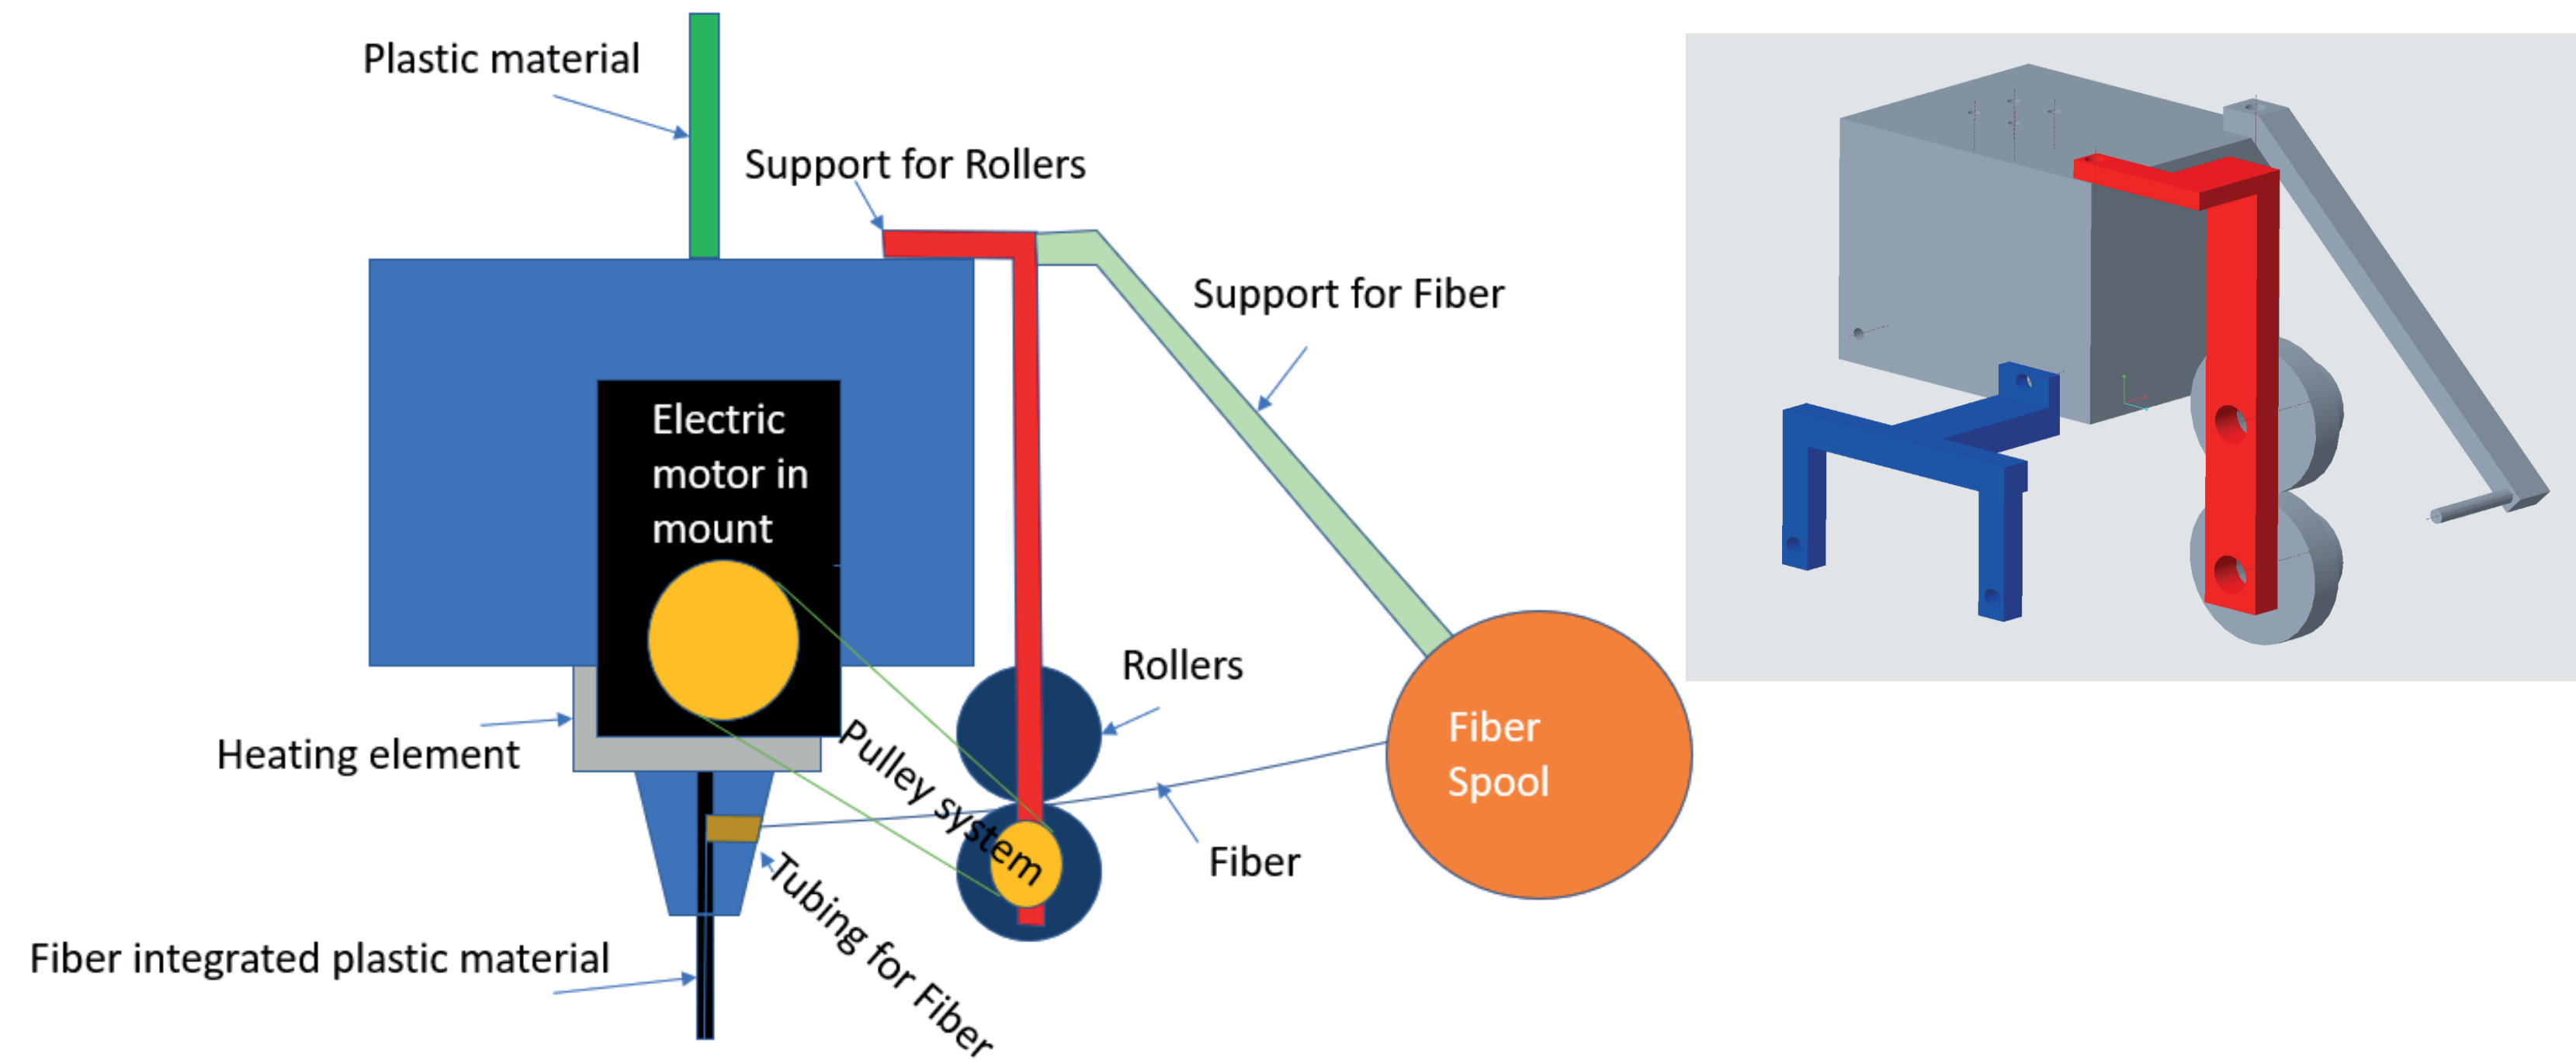 Plastic material
Support for Rollers
Support for Fiber
Electric
motor in
mount
Rollers
Heating element
Pulley system
Fiber
Spool
Fiber
Tubing for Fiber
Fiber integrated plastic material